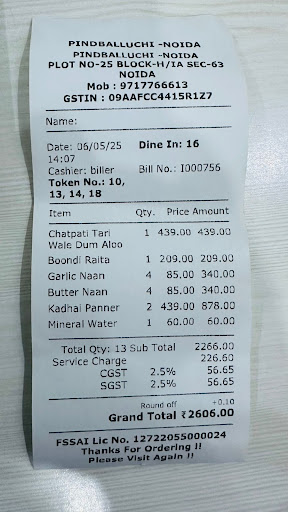 PINDBALLUCHI -NOIDA
PINDBALLUCHI -NOIDA
PLOT NO-25 BLOCK-H/IA SEC-63
NOIDA
Mob : 9717766613
GSTIN : 09AAFCC4415R1Z7
Name:
Date: 06/05/25 Dine In: 16
14:07
Cashier: biller Bill No.: I000756
Token No.: 10,
13, 14, 18
Item Qty. Price Amount
Chatpati Tari 1 439.00 439.00
Wale Dum Aloo
Boondi Raita 1 209.00 209.00
Garlic Naan 4 85.00 340.00
Butter Naan 4 85.00 340.00
Kadhai Panner 2 439.00 878.00
Mineral Water 1 60.00 60.00
Total Qty: 13 Sub Total 2266.00
Service Charge 226.60
CGST 2.5% 56.65
SGST 2.5% 56.65
Round off +0.10
Grand Total ₹2606.00
FSSAI Lic No. 12722055000024
Thanks For Ordering !!
Please Visit Again !!